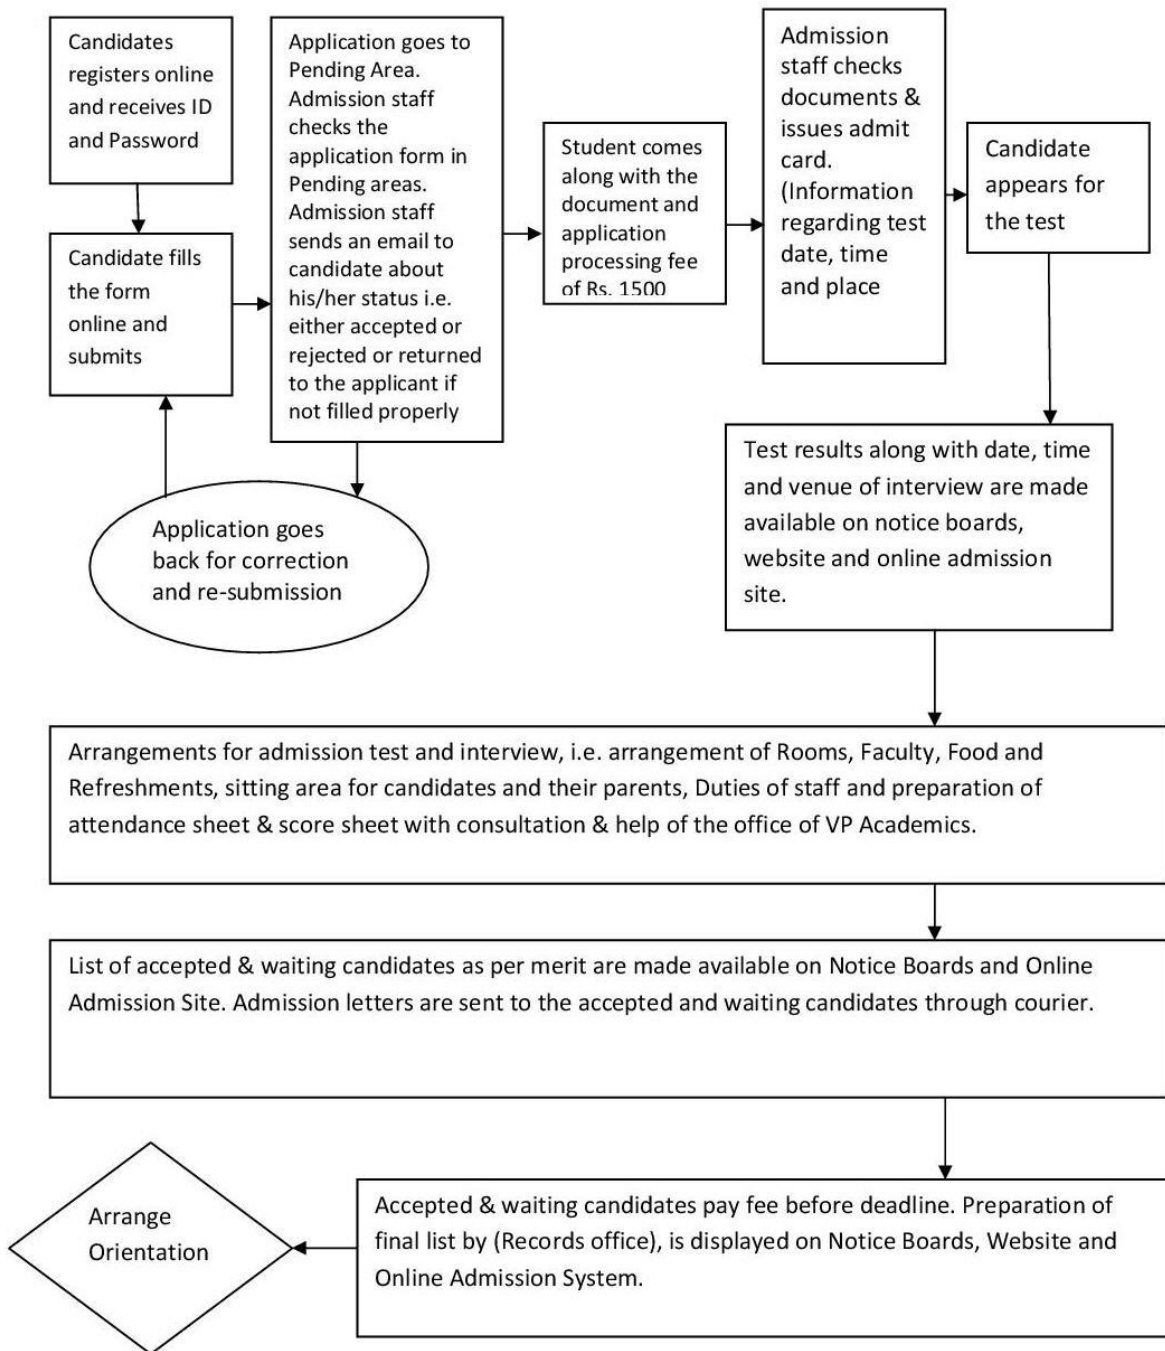 Candidates
registers online
and receives ID
and Password
Candidate fills
the form
online and
submits
Application goes to
Pending Area.
Admission staff
checks the
application form in
Pending areas.
Admission staff
sends an email to
candidate about
his/her status i.e.
either accepted or
rejected or returned
to the applicant if
not filled properly
Application goes
back for correction
and re-submission
Student comes
along with the
document and
application
processing fee
of Rs. 1500
Admission
staff checks
documents &
issues admit
card.
(Information
regarding test
date, time
and place
Candidate
appears for
the test
Test results along with date, time
and venue of interview are made
available on notice boards,
website and online admission
site.
Arrangements for admission test and interview, i.e. arrangement of Rooms, Faculty, Food and
Refreshments, sitting area for candidates and their parents, Duties of staff and preparation of
attendance sheet & score sheet with consultation & help of the office of VP Academics.
List of accepted & waiting candidates as per merit are made available on Notice Boards and Online
Admission Site. Admission letters are sent to the accepted and waiting candidates through courier.
Accepted & waiting candidates pay fee before deadline. Preparation of
final list by (Records office), is displayed on Notice Boards, Website and
Online Admission System.
Arrange
Orientation